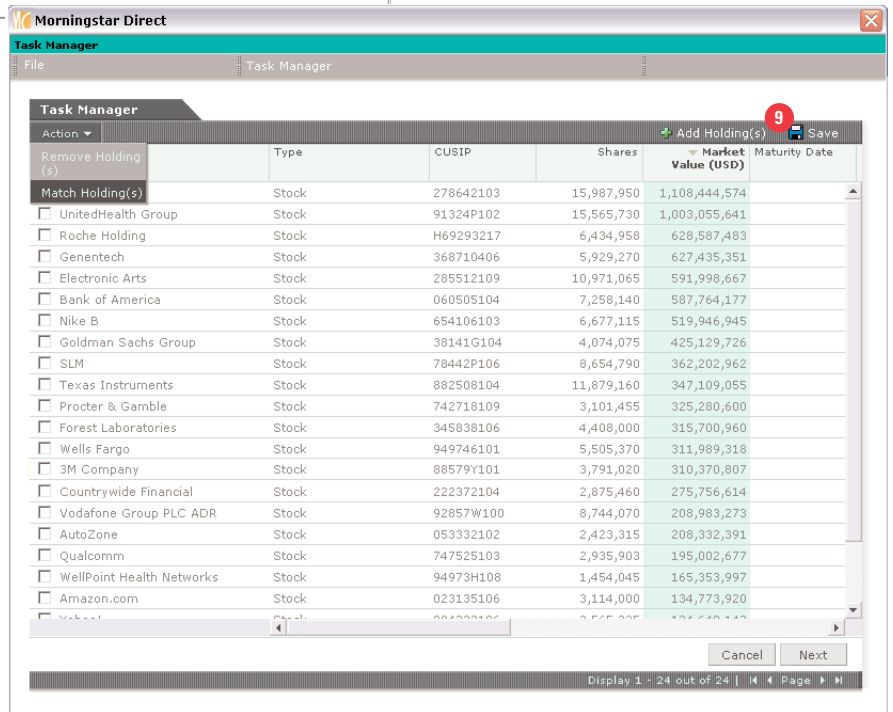 Morningstar Direct
Task Manager
File Task Manager
Task Manager
9
Action Add Holding(s) Save
Remove Holding
(s)
Type CUSIP Shares Market
Value (USD) Maturity Date
Match Holding(s) Stock 278642103 15,987,950 1,108,444,574
UnitedHealth Group Stock 91324P102 15,565,730 1,003,055,641
Roche Holding Stock H69293217 6,434,958 628,587,483
Genentech Stock 368710406 5,929,270 627,435,351
Electronic Arts Stock 285512109 10,971,065 591,998,667
Bank of America Stock 060505104 7,258,140 587,764,177
Nike B Stock 654106103 6,677,115 519,946,945
Goldman Sachs Group Stock 38141G104 4,074,075 425,129,726
SLM Stock 78442P106 8,654,790 362,202,962
Texas Instruments Stock 882508104 11,879,160 347,109,055
Procter & Gamble Stock 742718109 3,101,455 325,280,600
Forest Laboratories Stock 345838106 4,408,000 315,700,960
Wells Fargo Stock 949746101 5,505,370 311,989,318
3M Company Stock 88579Y101 3,791,020 310,370,807
Countrywide Financial Stock 222372104 2,875,460 275,756,614
Vodafone Group PLC ADR Stock 92857W100 8,744,070 208,983,273
AutoZone Stock 053332102 2,423,315 208,332,391
Qualcomm Stock 747525103 2,935,903 195,002,677
WellPoint Health Networks Stock 94973H108 1,454,045 165,353,997
Amazon.com Stock 023135106 3,114,000 134,773,920
Cancel Next
Display 1 - 24 out of 24 | Page